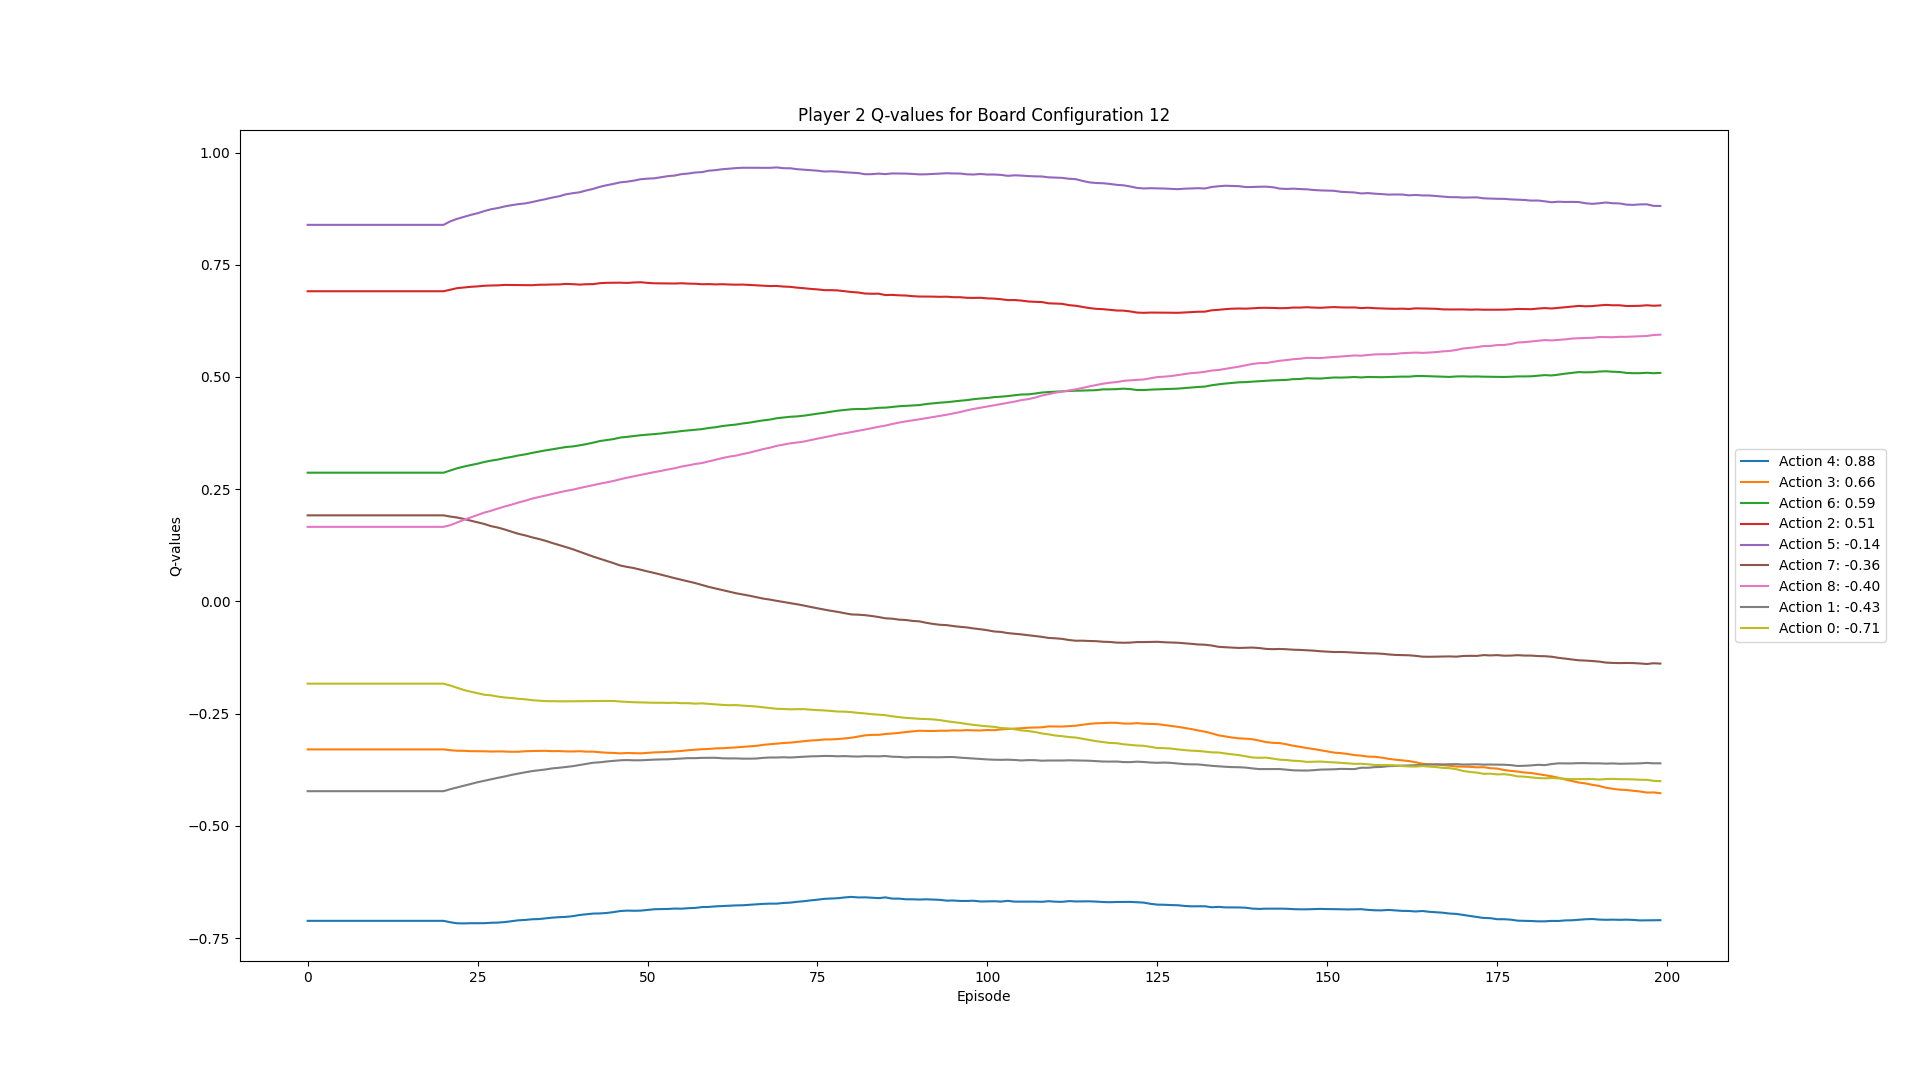 Player 2 Q-values for Board Configuration 12
Q-values
1.00
0.75
0.50
0.25
0.00
−0.25
−0.50
−0.75
0
25
50
75
100
125
150
175
200
Episode
Action 4: 0.88
Action 3: 0.66
Action 6: 0.59
Action 2: 0.51
Action 5: -0.14
Action 7: -0.36
Action 8: -0.40
Action 1: -0.43
Action 0: -0.71